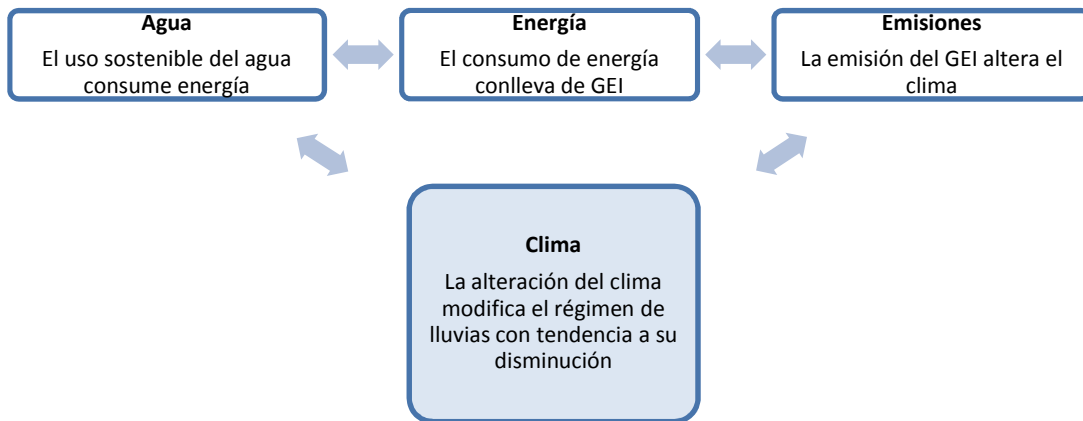 Agua
El uso sostenible del agua
consume energía
Energía
El consumo de energía
conlleva de GEI
Emisiones
La emisión del GEI altera el
clima
Clima
La alteración del clima
modifica el régimen de
lluvias con tendencia a su
disminución